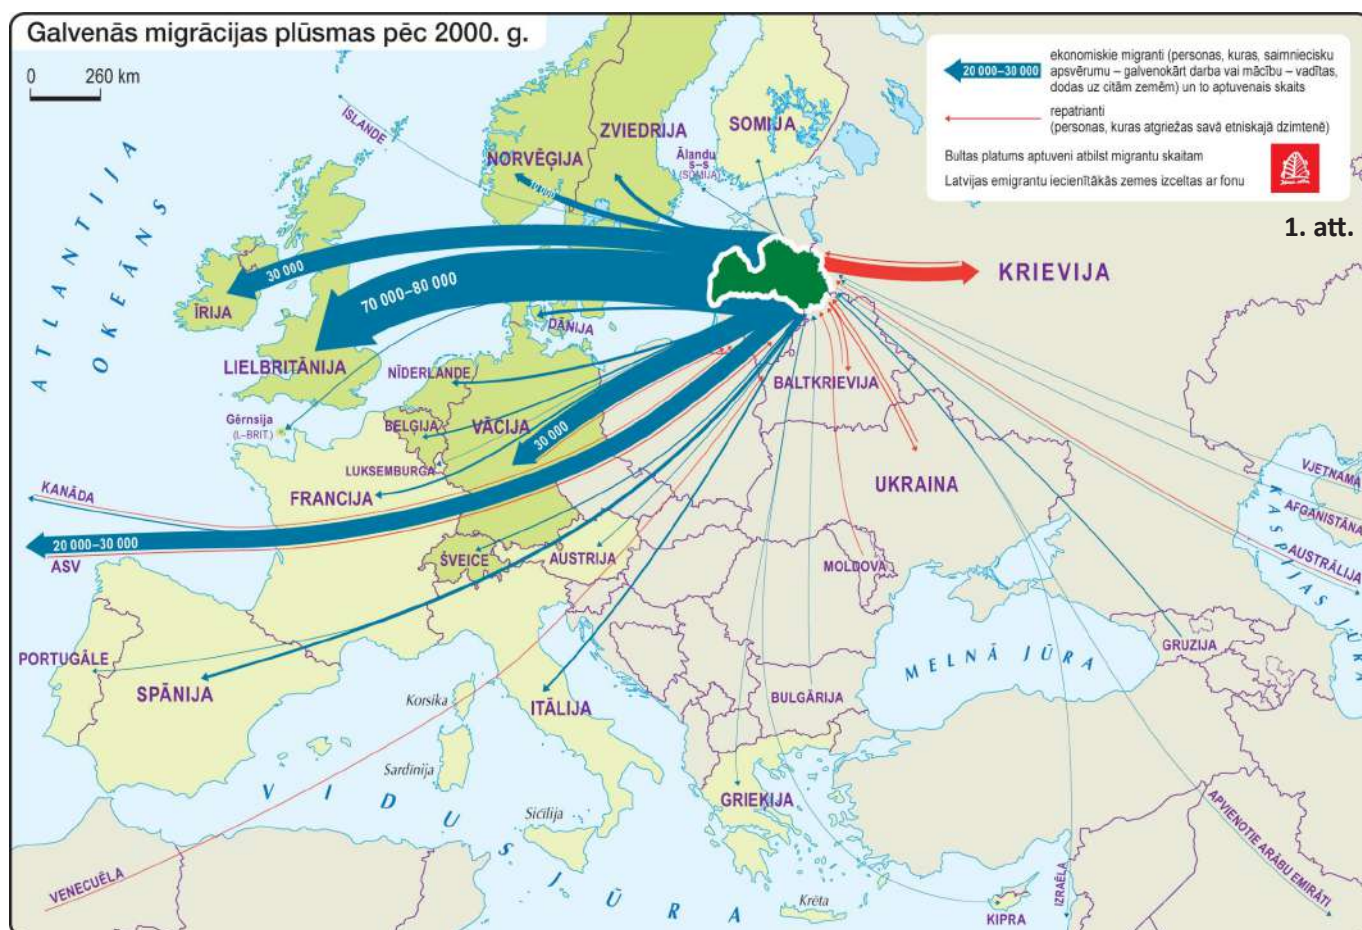 Galvenās migrācijas plūsmas pēc 2000. g.
0 260 km
20 000–30 000
ekonomiskie migranti (personas, kuras, saimniecisku
apsvērumu – galvenokārt darba vai mācību – vadītas,
dodas uz citām zemēm) un to aptuvenais skaits
repatrianti
(personas, kuras atgriežas savā etniskajā dzimtenē)
Bultas platums aptuveni atbilst migrantu skaitam
Latvijas emigrantu iecienītākās zemes izceltas ar fonu
1. att.
ĪSLANDE
ZVIEDRIJA
SOMIJA
NORVĒĢIJA
Ālandu
s–s
(SOMIJA)
ATLANTIJAS
OKEĀNS
30 000
70 000–80 000
KRIEVIJA
ĪRIJA
DĀNIJA
LIELBRITĀNIJA
NĪDERLANDE
BALTKRIEVIJA
Gērnsija
(L–BRIT.)
BELGIJA
VĀCIJA
30 000
LUKSEMBURGA
FRANCIJA
UKRAINA
KANĀDA
VJETNAMA
AFGANISTĀNA
20 000–30 000
ASV
ŠVEICE
AUSTRIJA
MOLDOVA
AUSTRĀLIJA
KASPIJAS JŪRA
PORTUGĀLE
SPĀNIJA
MELNĀ JŪRA
GRUZIJA
Korsika
ITĀLIJA
BULGĀRIJA
Sardīnija
VIDUSJŪRA
Sicīlija
GRIEĶIJA
APVIENOTIE ARĀBU EMIRĀTI
VENECUĒLA
Krēta
KIPRA
IZRAĒLA